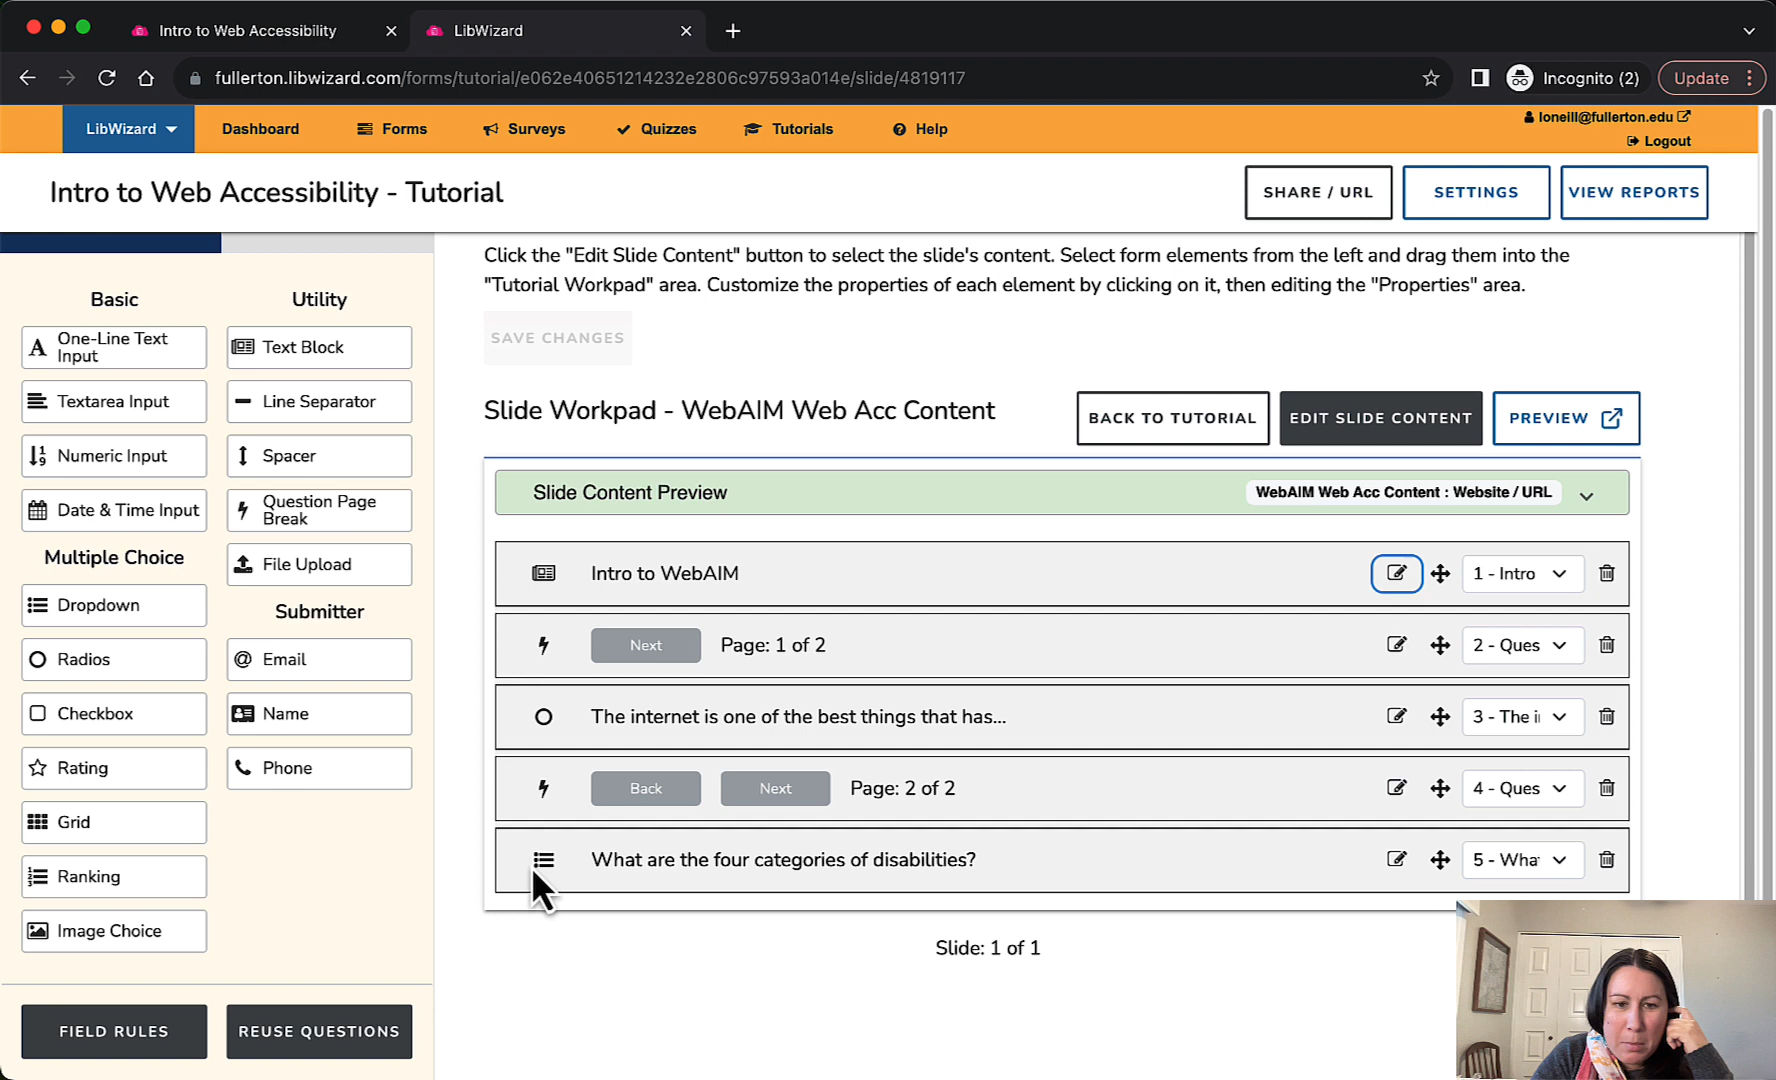 Intro to Web Accessibility
LibWizard
fullerton.libwizard.com/forms/tutorial/e062e40651214232e2806c97593a014e/slide/4819117
Incognito (2)
Update
LibWizard
Dashboard
Forms
Surveys
Quizzes
Tutorials
Help
loneill@fullerton.edu
Logout
Intro to Web Accessibility - Tutorial
SHARE / URL
SETTINGS
VIEW REPORTS
Click the "Edit Slide Content" button to select the slide's content. Select form elements from the left and drag them into the
"Tutorial Workpad" area. Customize the properties of each element by clicking on it, then editing the "Properties" area.
SAVE CHANGES
Basic
One-Line Text
Input
Textarea Input
Numeric Input
Date & Time Input
Multiple Choice
Dropdown
Radios
Checkbox
Rating
Grid
Ranking
Image Choice
Utility
Text Block
Line Separator
Spacer
Question Page
Break
File Upload
Submitter
Email
Name
Phone
FIELD RULES
REUSE QUESTIONS
Slide Workpad - WebAIM Web Acc Content
BACK TO TUTORIAL
EDIT SLIDE CONTENT
PREVIEW
Slide Content Preview
WebAIM Web Acc Content : Website / URL
Intro to WebAIM
1 - Intro
Next
Page: 1 of 2
2 - Ques
The internet is one of the best things that has...
3 - The i
Back
Next
Page: 2 of 2
4 - Ques
What are the four categories of disabilities?
5 - What
Slide: 1 of 1